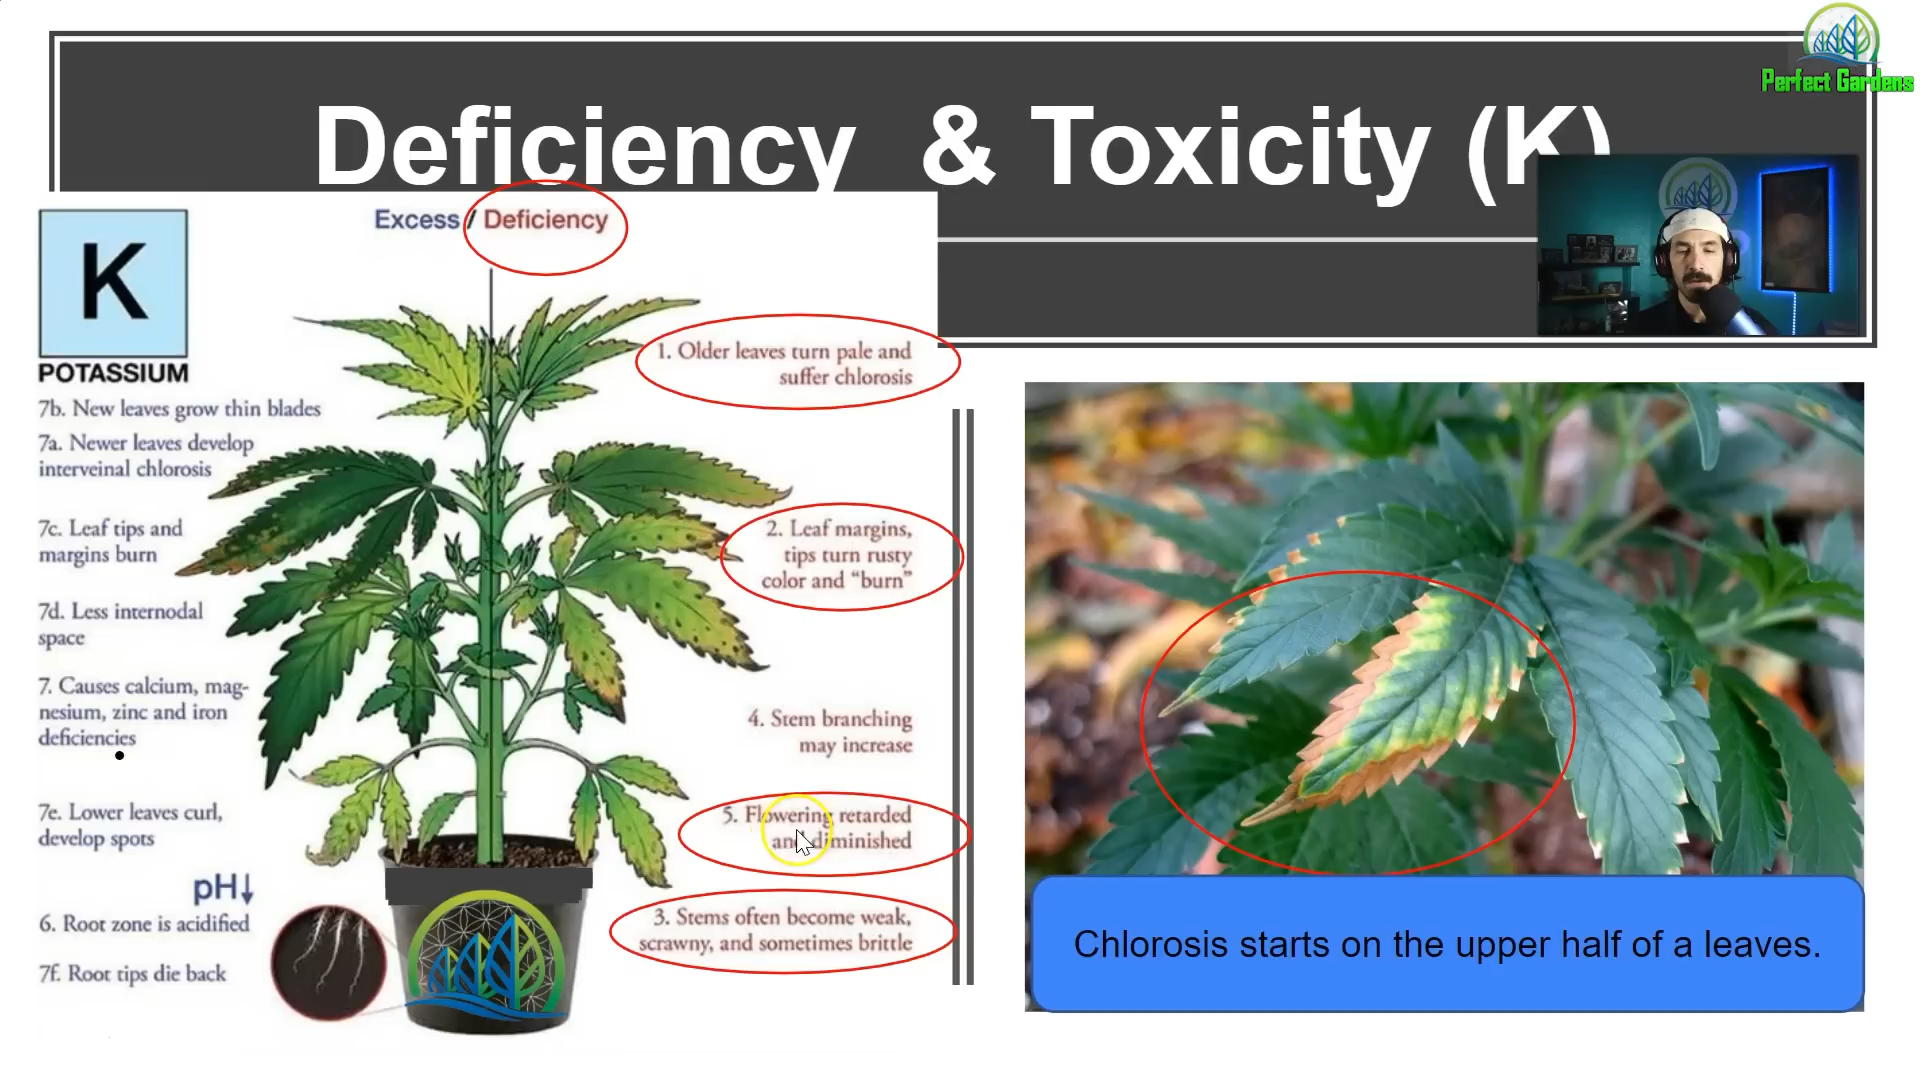 Perfect Gardens
Deficiency & Toxicity (K)
Excess / Deficiency
K
POTASSIUM
7b. New leaves grow thin blades
7a. Newer leaves develop
interveinal chlorosis
7c. Leaf tips and
margins burn
7d. Less internodal
space
7. Causes calcium, mag-
nesium, zinc and iron
deficiencies
7e. Lower leaves curl,
develop spots
pH↓
6. Root zone is acidified
7f. Root tips die back
1. Older leaves turn pale and
suffer chlorosis
2. Leaf margins,
tips turn rusty
color and “burn”
4. Stem branching
may increase
5. Flowering retarded
and diminished
3. Stems often become weak,
scrawny, and sometimes brittle
Chlorosis starts on the upper half of a leaves.